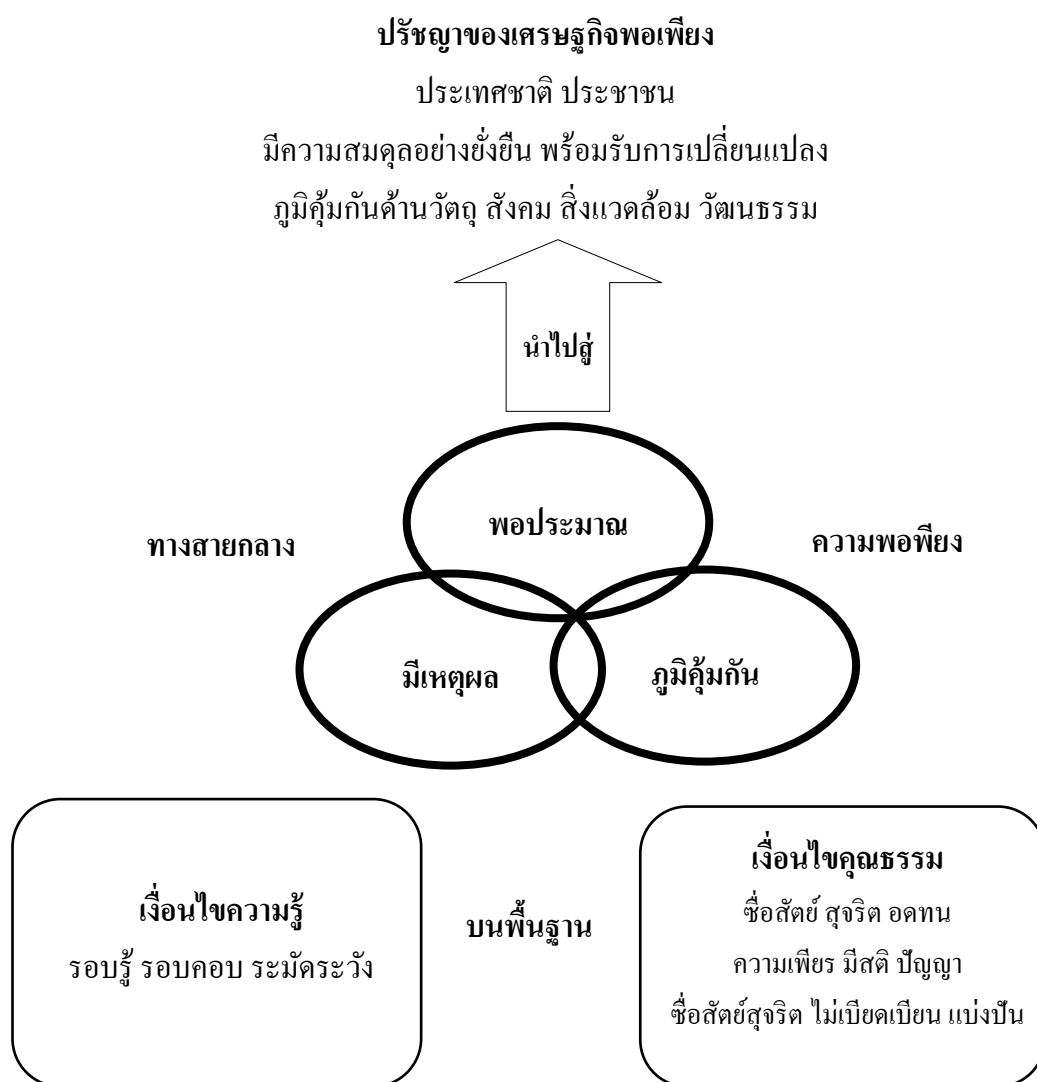 ปรัชญาของเศรษฐกิจพอเพียง
ประเทศชาติ ประชาชน
มีความสมดุลอย่างยั่งยืน พร้อมรับการเปลี่ยนแปลง
ภูมิคุ้มกันด้านวัตถุ สังคม สิ่งแวดล้อม วัฒนธรรม
นำไปสู่
พอประมาณ
ทางสายกลาง
ความพอพียง
มีเหตุผล
ภูมิคุ้มกัน
เงื่อนไขความรู้
รอบรู้ รอบคอบ ระมัดระวัง
บนพื้นฐาน
เงื่อนไขคุณธรรม
ซื่อสัตย์ สุจริต อดทน
ความเพียร มีสติ ปัญญา
ซื่อสัตย์สุจริต ไม่เบียดเบียน แบ่งปัน